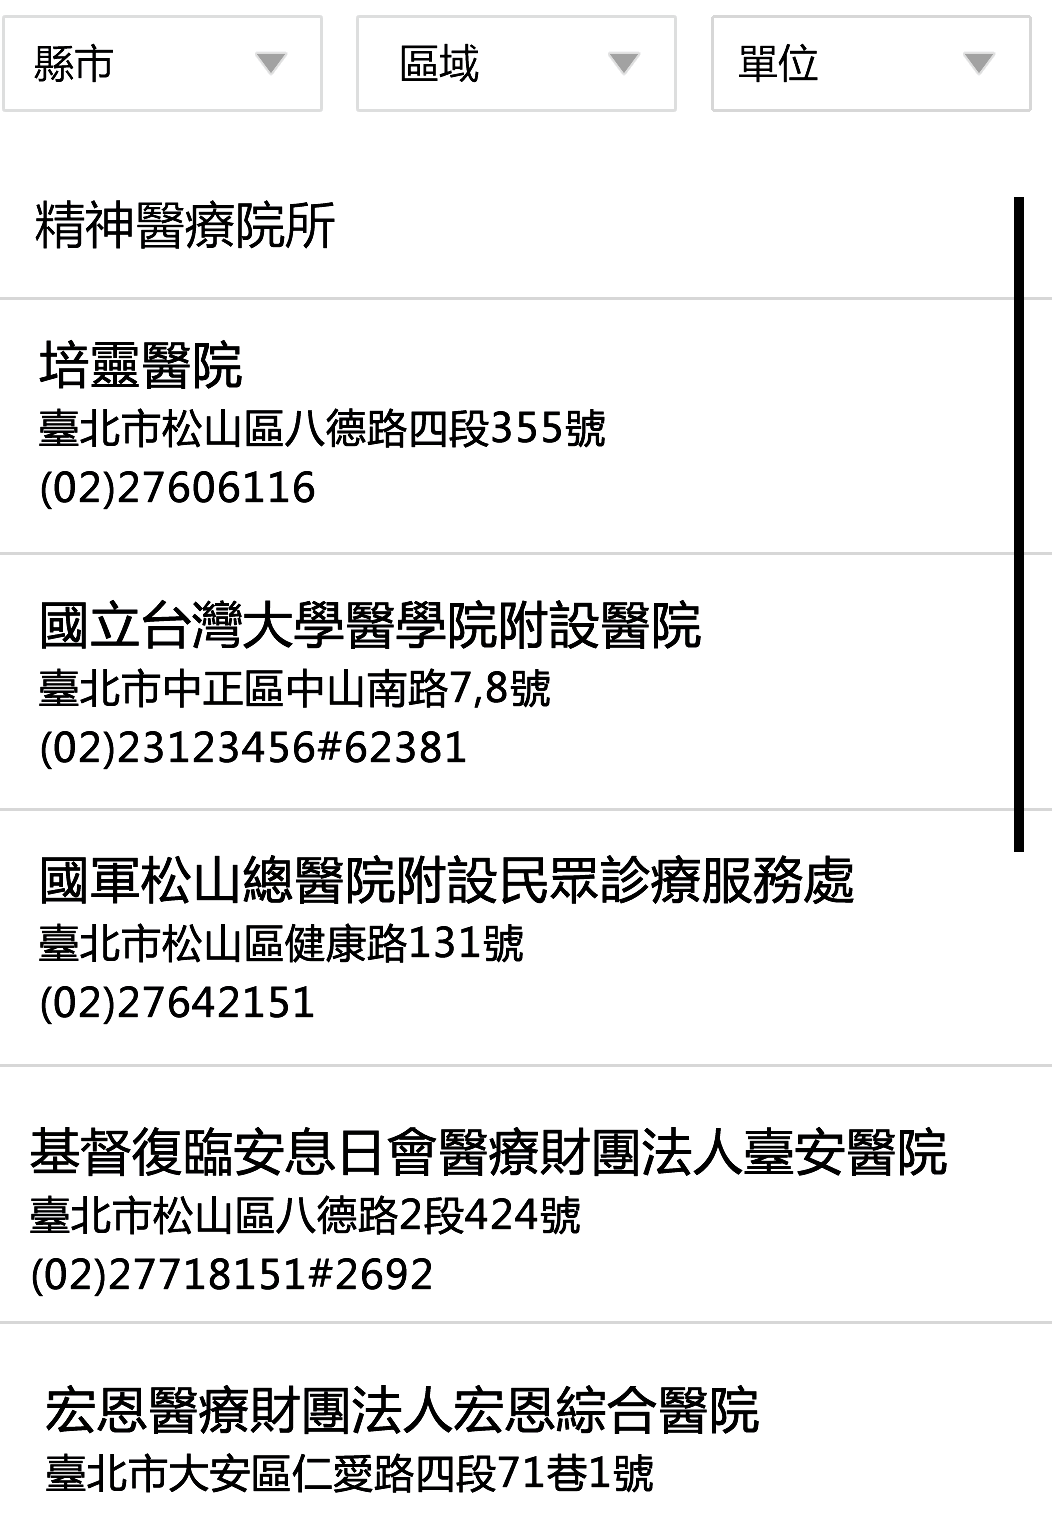 縣市
區域
單位
精神醫療院所
培靈醫院
臺北市松山區八德路四段355號
(02)27606116
國立台灣大學醫學院附設醫院
臺北市中正區中山南路7,8號
(02)23123456#62381
國軍松山總醫院附設民眾診療服務處
臺北市松山區健康路131號
(02)27642151
基督復臨安息日會醫療財團法人臺安醫院
臺北市松山區八德路2段424號
(02)27718151#2692
宏恩醫療財團法人宏恩綜合醫院
臺北市大安區仁愛路四段71巷1號